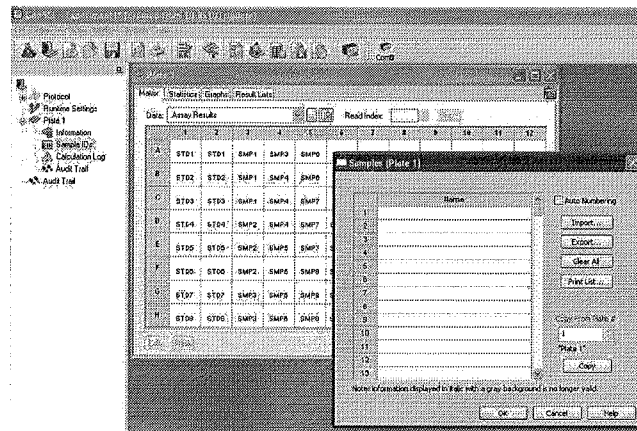 Protocol
Runtime Settings
Plate 1
Information
Sample IDs
Calculation Log
Audit Trail
Audit Trail
Matrix Statistics Graphs Result Lists
Data: Array Results Read Index:
1 2 3 4 5 6 7 8 9 10 11 12
A STD1 STD1 SMP1 SMP3 SMP6
B STD2 STD2 SMP1 SMP4 SMP6
C STD3 STD3 SMP1 SMP4 SMP7
D STD4 STD4 SMP2 SMP4 SMP7
E STD5 STD5 SMP2 SMP5 SMP7
F STD6 STD6 SMP2 SMP5 SMP8
G STD7 STD7 SMP3 SMP5 SMP8
H STD8 STD8 SMP3 SMP6 SMP8
Samples (Plate 1)
Name
Auto Numbering
1
2
3
4
5
6
7
8
9
10
11
12
13
Import...
Export...
Clear All
Print List...
Copy From Plate #
1
"Plate 1"
Copy
Note: information displayed in italic with a gray background is no longer valid.
OK Cancel Help